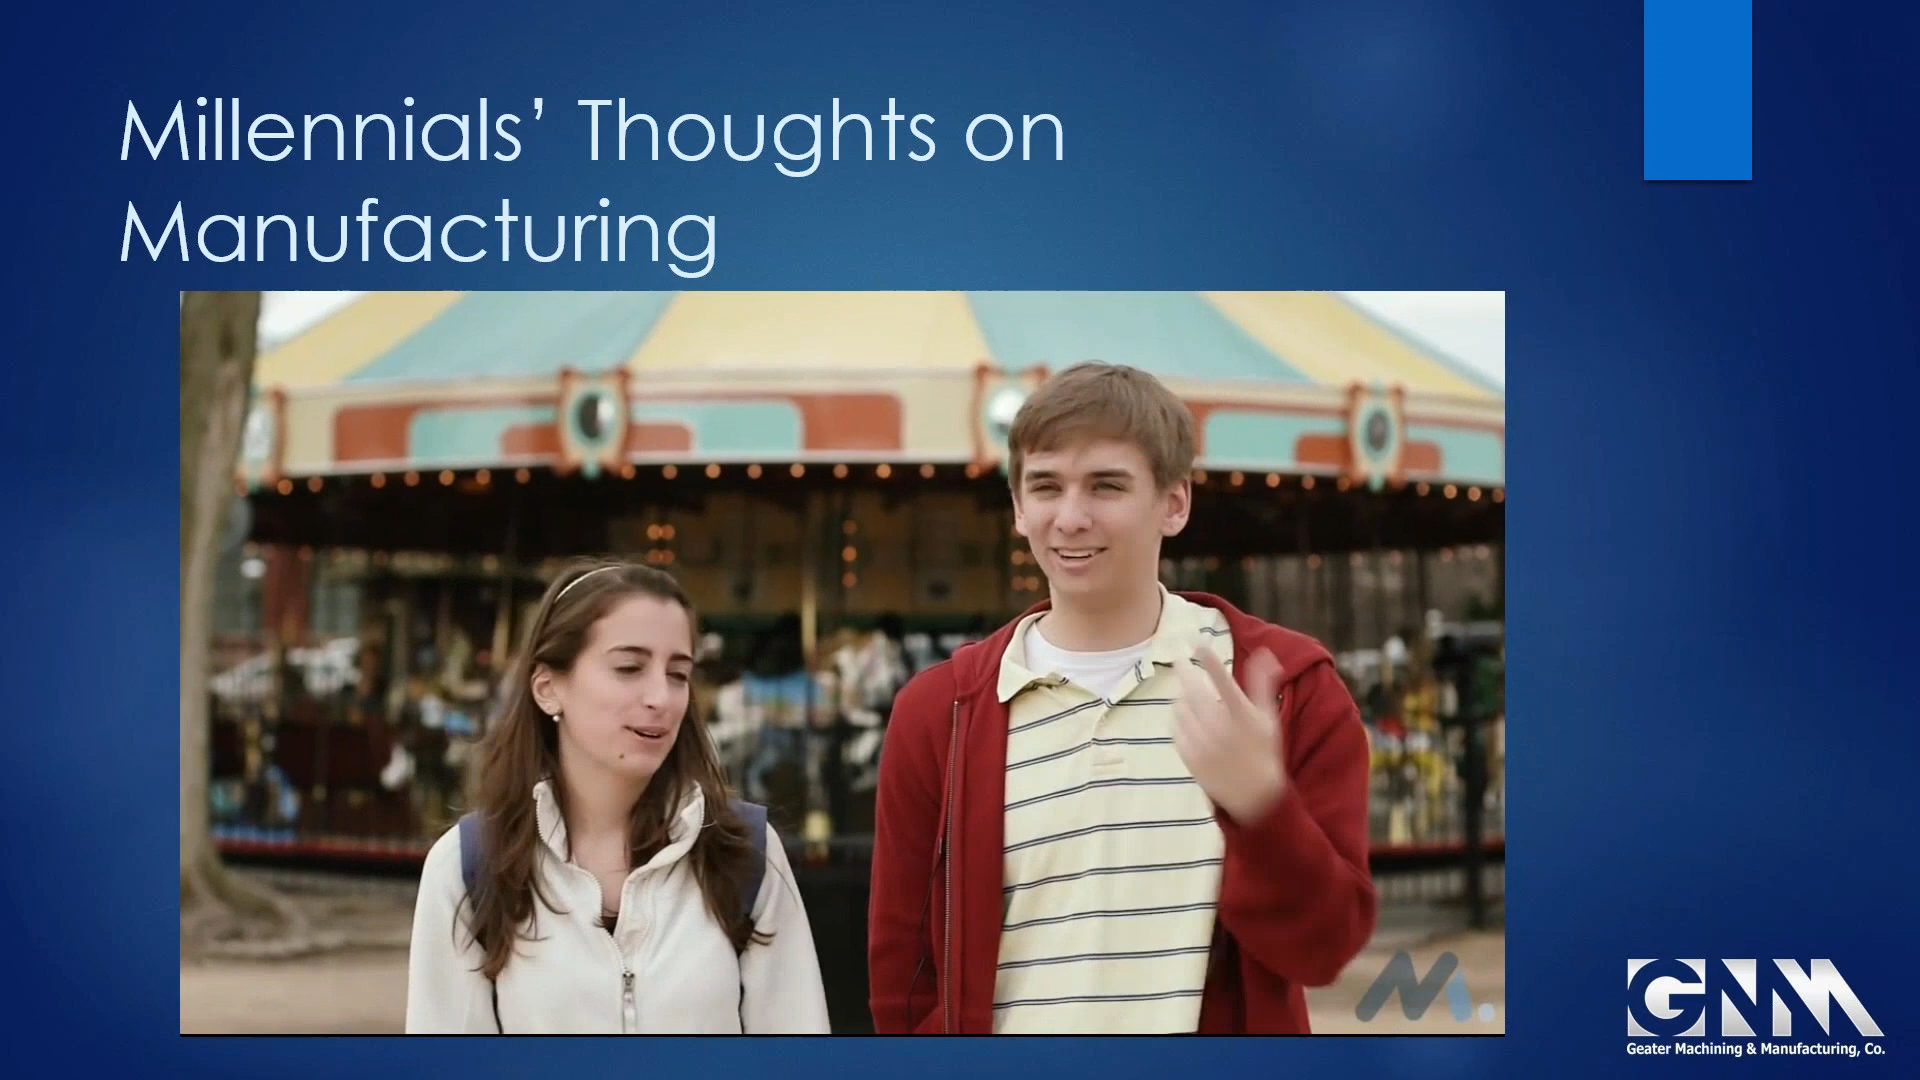 Millennials’ Thoughts on
Manufacturing
M.
GMM
Geater Machining & Manufacturing, Co.